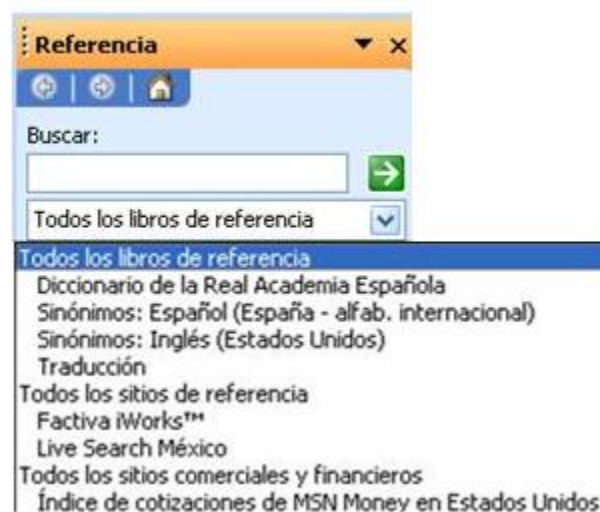 Referencia
Buscar:
Todos los libros de referencia
Todos los libros de referencia
Diccionario de la Real Academia Española
Sinónimos: Español (España - alfab. internacional)
Sinónimos: Inglés (Estados Unidos)
Traducción
Todos los sitios de referencia
Factiva iWorks™
Live Search México
Todos los sitios comerciales y financieros
Índice de cotizaciones de MSN Money en Estados Unidos